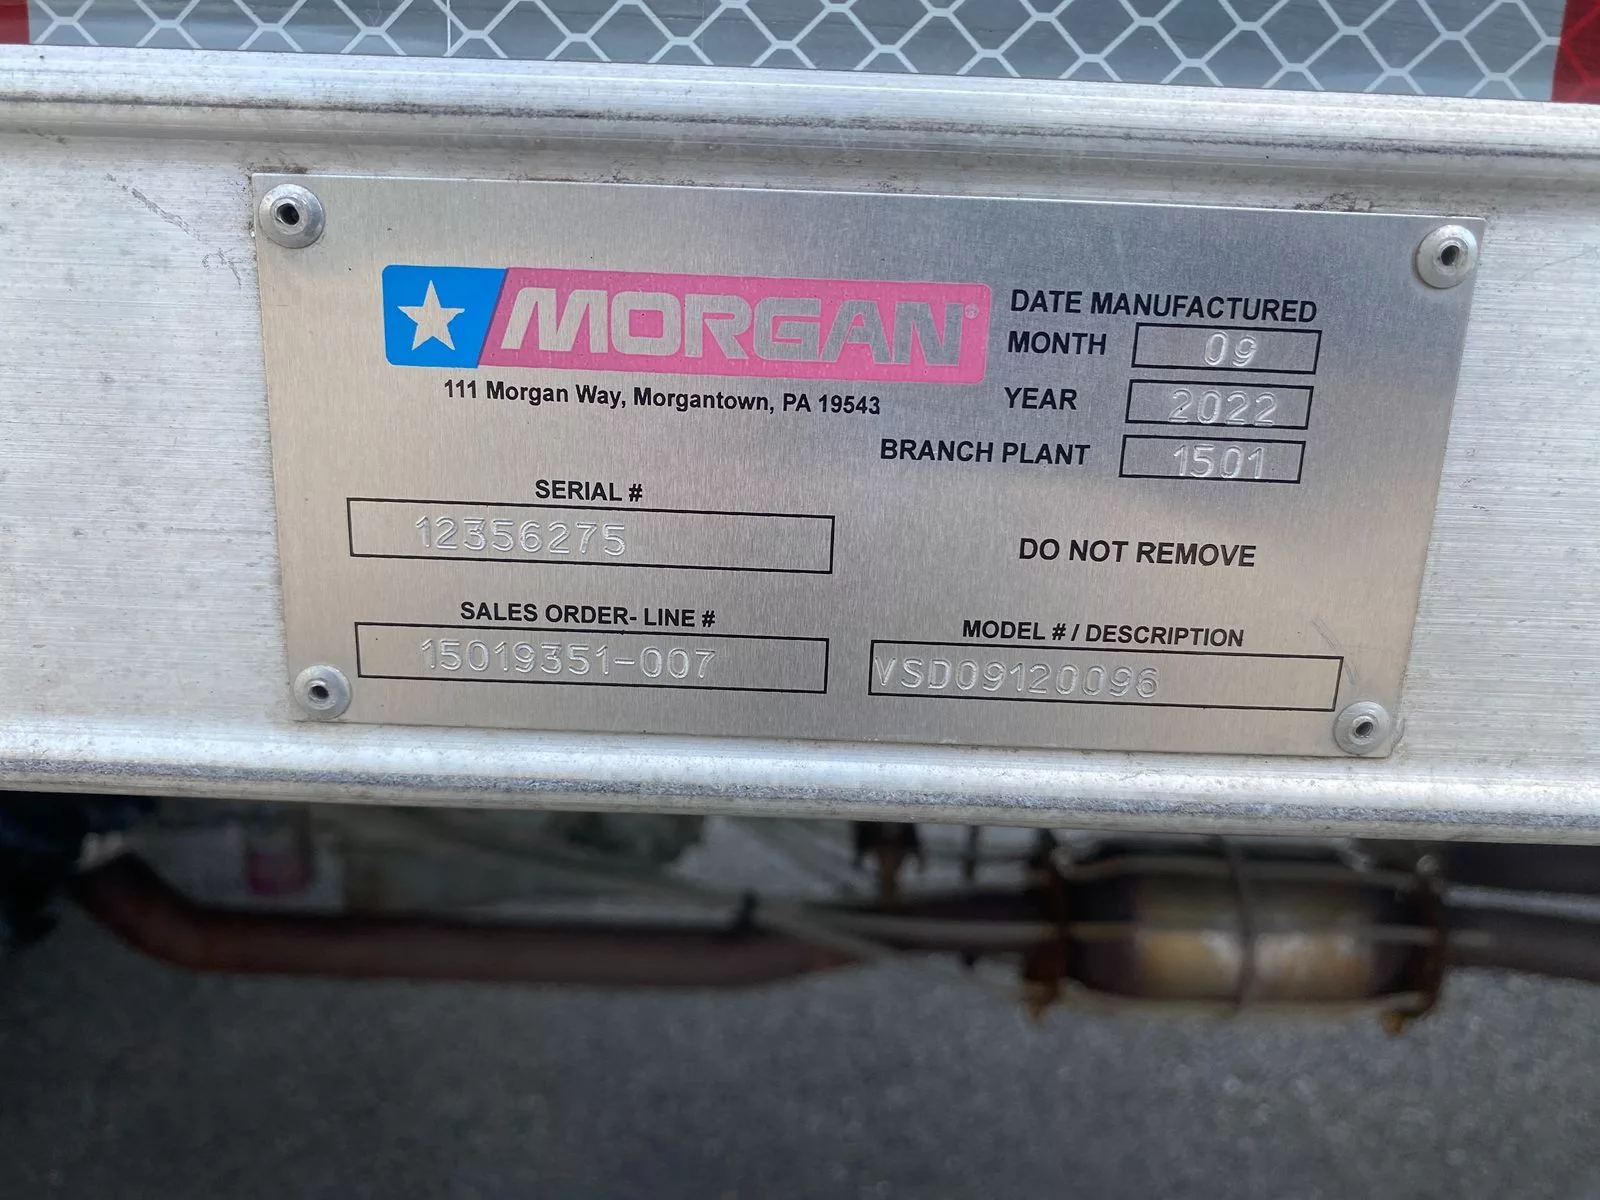 MORGAN®
111 Morgan Way, Morgantown, PA 19543
DATE MANUFACTURED
MONTH 09
YEAR 2022
BRANCH PLANT 1501
SERIAL #
12356275
DO NOT REMOVE
SALES ORDER- LINE #
15019351-007
MODEL # / DESCRIPTION
VSD09120096